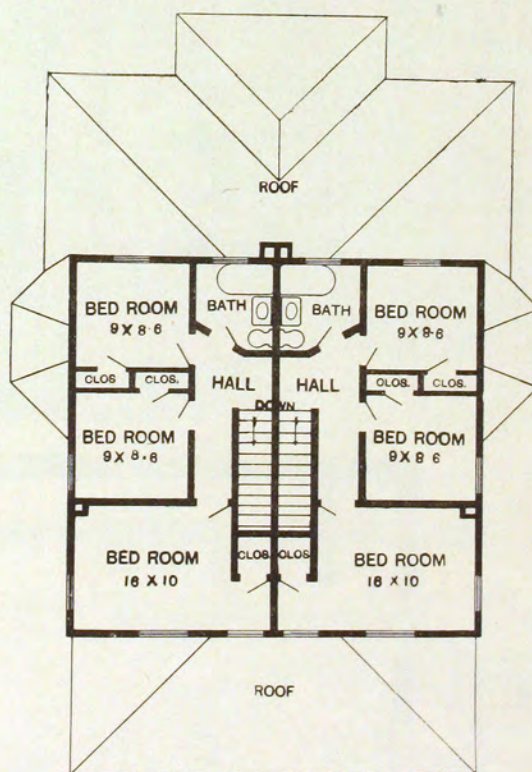 ROOF
BATH
BATH
BED ROOM
9 X 8·6
BED ROOM
9 X 8·6
CLOS
CLOS.
HALL
HALL
CLOS.
CLOS.
DOWN
BED ROOM
9 X 8·6
BED ROOM
9 X 8 6
CLOS.
CLOS.
BED ROOM
16 X 10
BED ROOM
16 X 10
ROOF